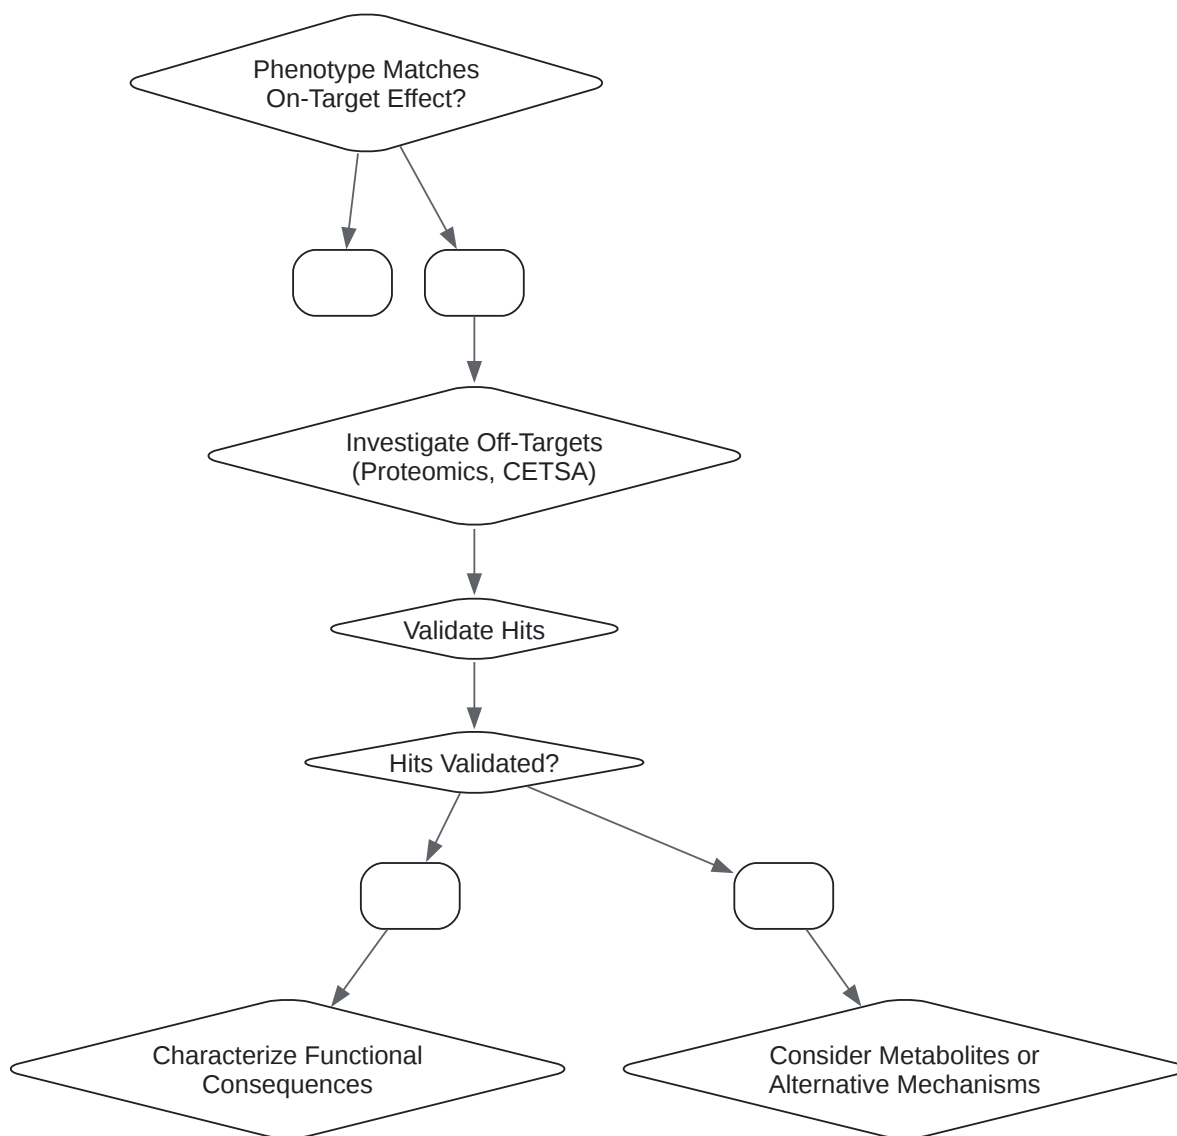 Phenotype Matches
On-Target Effect?
Investigate Off-Targets
(Proteomics, CETSA)
Validate Hits
Hits Validated?
Characterize Functional
Consequences
Consider Metabolites or
Alternative Mechanisms